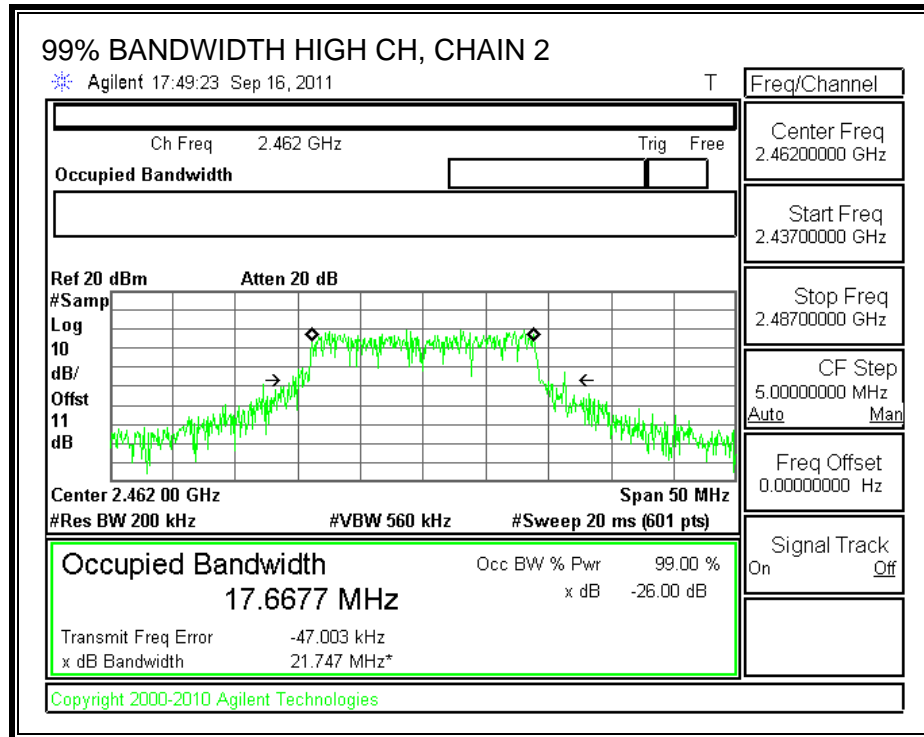 99% BANDWIDTH HIGH CH, CHAIN 2
Agilent 17:49:23 Sep 16, 2011 T
Freq/Channel
Ch Freq 2.462 GHz Trig Free
Occupied Bandwidth
Center Freq
2.46200000 GHz
Start Freq
2.43700000 GHz
Stop Freq
2.48700000 GHz
CF Step
5.00000000 MHz
Auto Man
Freq Offset
0.00000000 Hz
Signal Track
On Off
Ref 20 dBm Atten 20 dB
#Samp
Log
10
dB/
Offst
11
dB
Center 2.462 00 GHz Span 50 MHz
#Res BW 200 kHz #VBW 560 kHz #Sweep 20 ms (601 pts)
Occupied Bandwidth Occ BW % Pwr 99.00 %
17.6677 MHz x dB -26.00 dB
Transmit Freq Error -47.003 kHz
x dB Bandwidth 21.747 MHz*
Copyright 2000-2010 Agilent Technologies